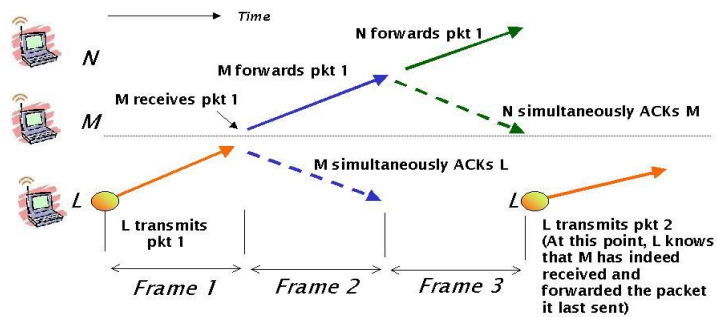 Time
N forwards pkt 1
N
M forwards pkt 1
M receives pkt 1
M
N simultaneously ACKs M
M simultaneously ACKs L
L
L
L transmits
pkt 1
L transmits pkt 2
(At this point, L knows
that M has indeed
received and
forwarded the packet
it last sent)
Frame 1
Frame 2
Frame 3